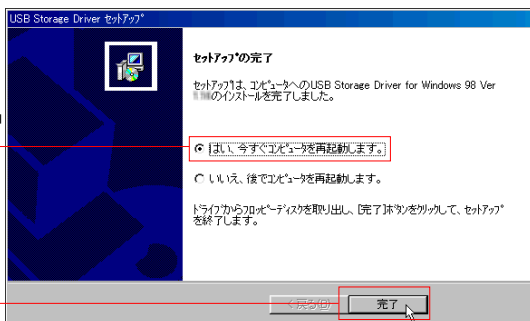 USB Storage Driver ｾｯﾄｱｯﾌﾟ
ｾｯﾄｱｯﾌﾟの完了
ｾｯﾄｱｯﾌﾟは、ｺﾝﾋﾟｭｰﾀへのUSB Storage Driver for Windows 98 Ver
のｲﾝｽﾄｰﾙを完了しました。
はい、今すぐｺﾝﾋﾟｭｰﾀを再起動します。
いいえ、後でｺﾝﾋﾟｭｰﾀを再起動します。
ﾄﾞﾗｲﾌﾞからﾌﾛｯﾋﾟｰﾃﾞｨｽｸを取り出し、[完了]ﾎﾞﾀﾝをｸﾘｯｸして、ｾｯﾄｱｯﾌﾟ
を終了します。
< 戻る(B)
完了